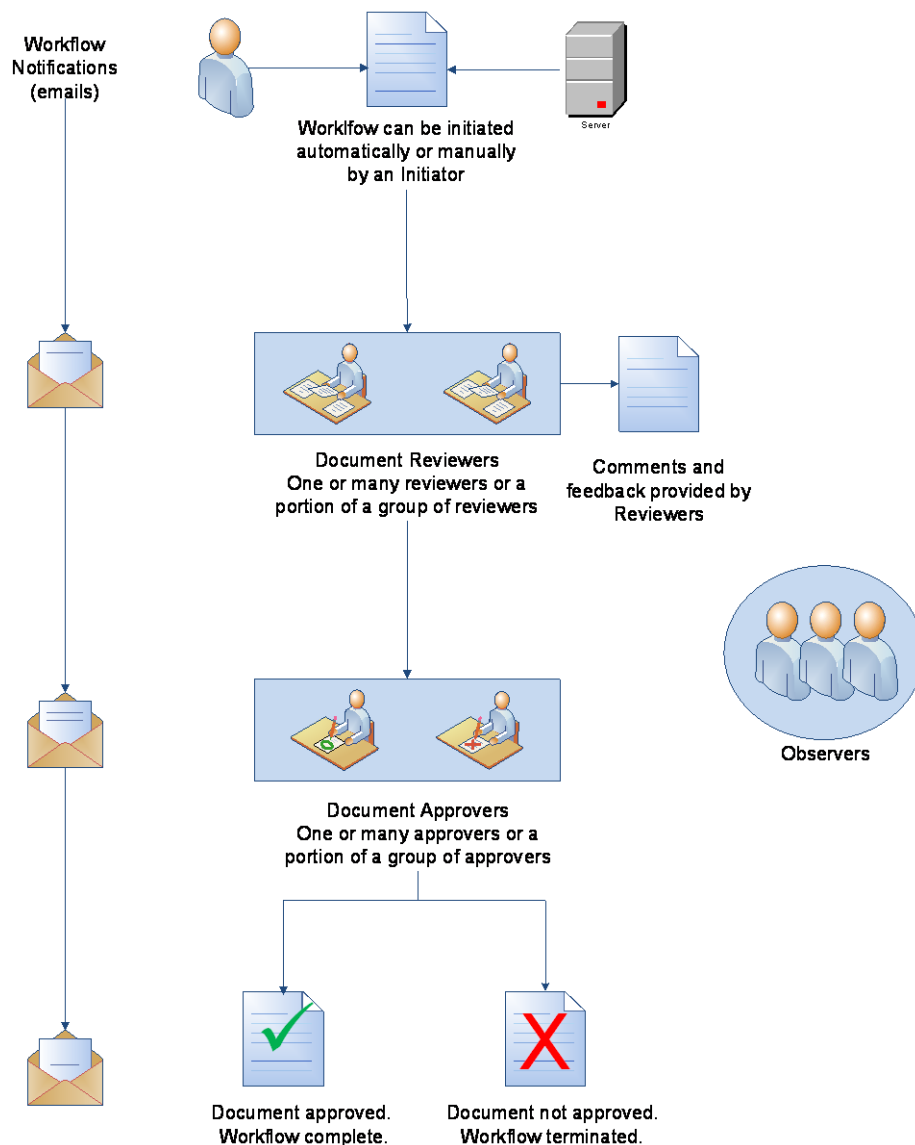 Workflow
Notifications
(emails)
Server
Worklfow can be initiated
automatically or manually
by an Initiator
Document Reviewers
One or many reviewers or a
portion of a group of reviewers
Comments and
feedback provided by
Reviewers
Observers
Document Approvers
One or many approvers or a
portion of a group of approvers
Document approved.
Workflow complete.
Document not approved.
Workflow terminated.